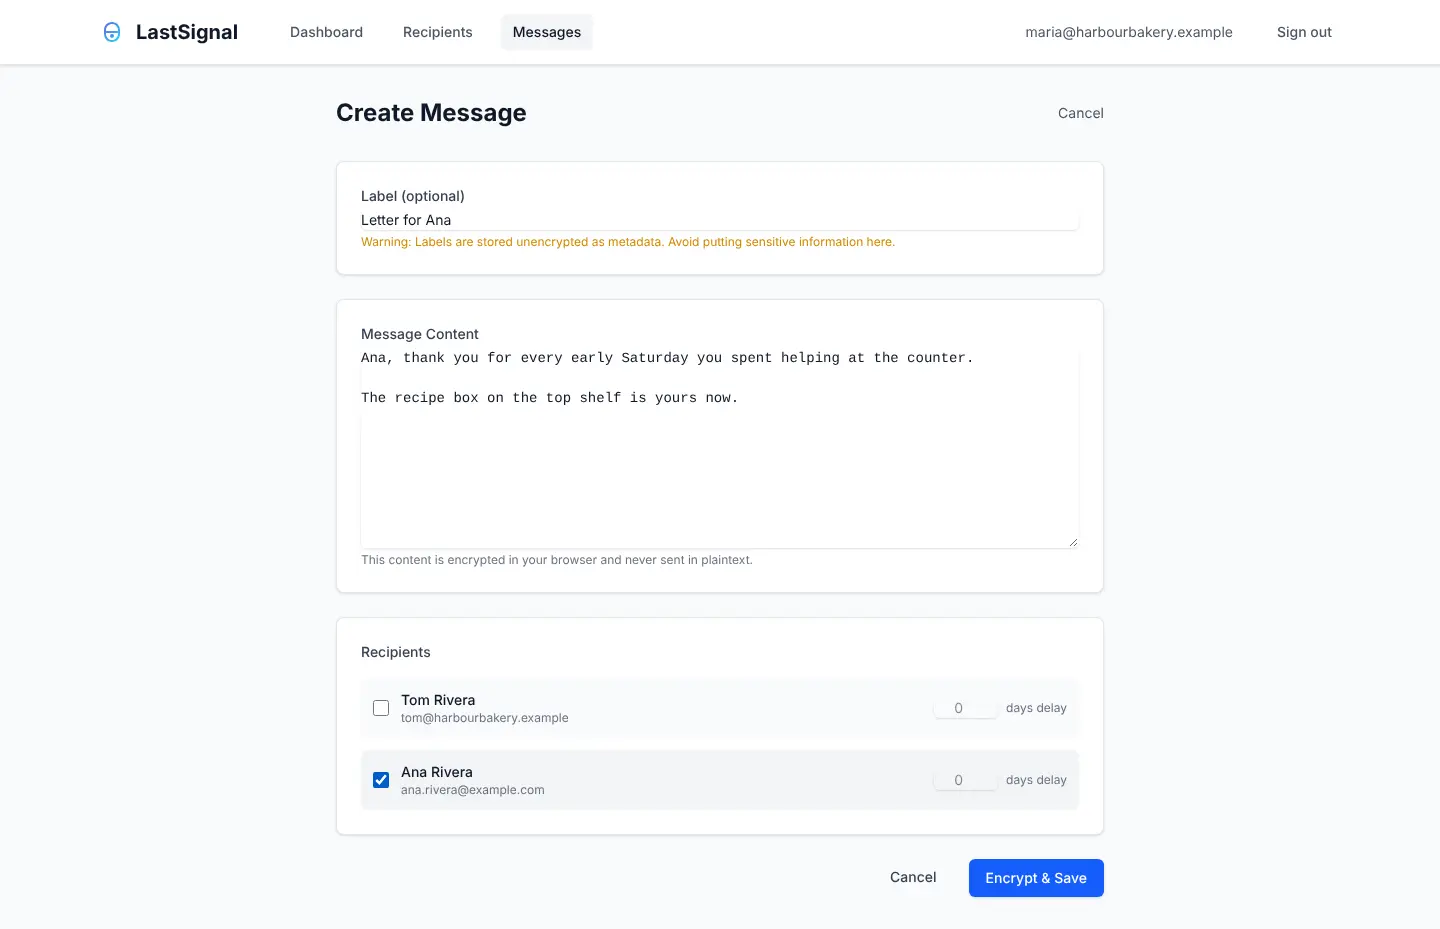 LastSignal
Dashboard
Recipients
Messages
maria@harbourbakery.example
Sign out
Create Message
Cancel
Label (optional)
Letter for Ana
Warning: Labels are stored unencrypted as metadata. Avoid putting sensitive information here.
Message Content
Ana, thank you for every early Saturday you spent helping at the counter.
The recipe box on the top shelf is yours now.
This content is encrypted in your browser and never sent in plaintext.
Recipients
Tom Rivera
tom@harbourbakery.example
0 days delay
Ana Rivera
ana.rivera@example.com
0 days delay
Cancel
Encrypt & Save